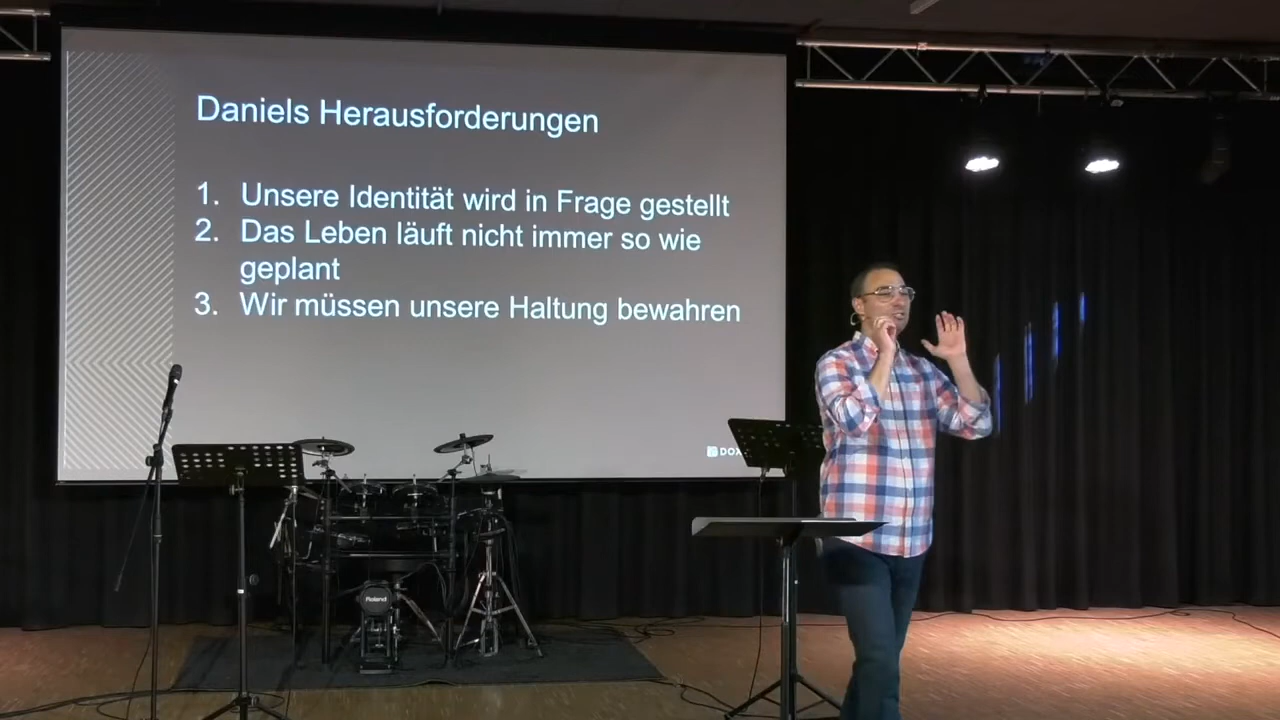 Daniels Herausforderungen
1. Unsere Identität wird in Frage gestellt
2. Das Leben läuft nicht immer so wie
geplant
3. Wir müssen unsere Haltung bewahren
Roland